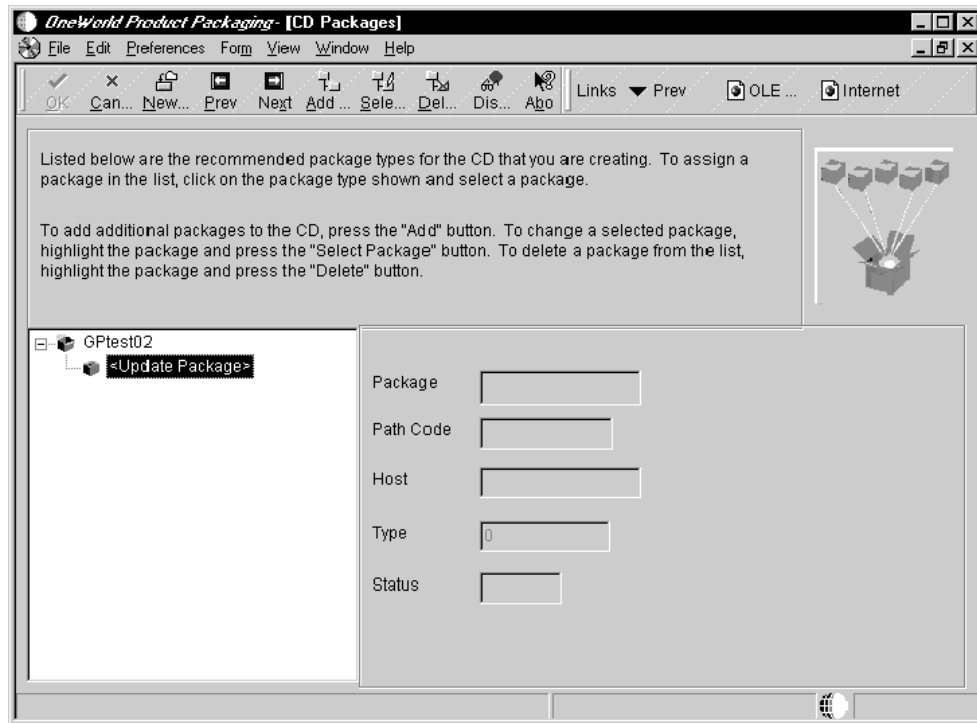 OneWorld Product Packaging - [CD Packages]
File Edit Preferences Form View Window Help
OK Can... New... Prev Next Add ... Sele... Del... Dis... Abo Links Prev OLE ... Internet
Listed below are the recommended package types for the CD that you are creating. To assign a
package in the list, click on the package type shown and select a package.
To add additional packages to the CD, press the "Add" button. To change a selected package,
highlight the package and press the "Select Package" button. To delete a package from the list,
highlight the package and press the "Delete" button.
GPtest02
<Update Package>
Package
Path Code
Host
Type 0
Status